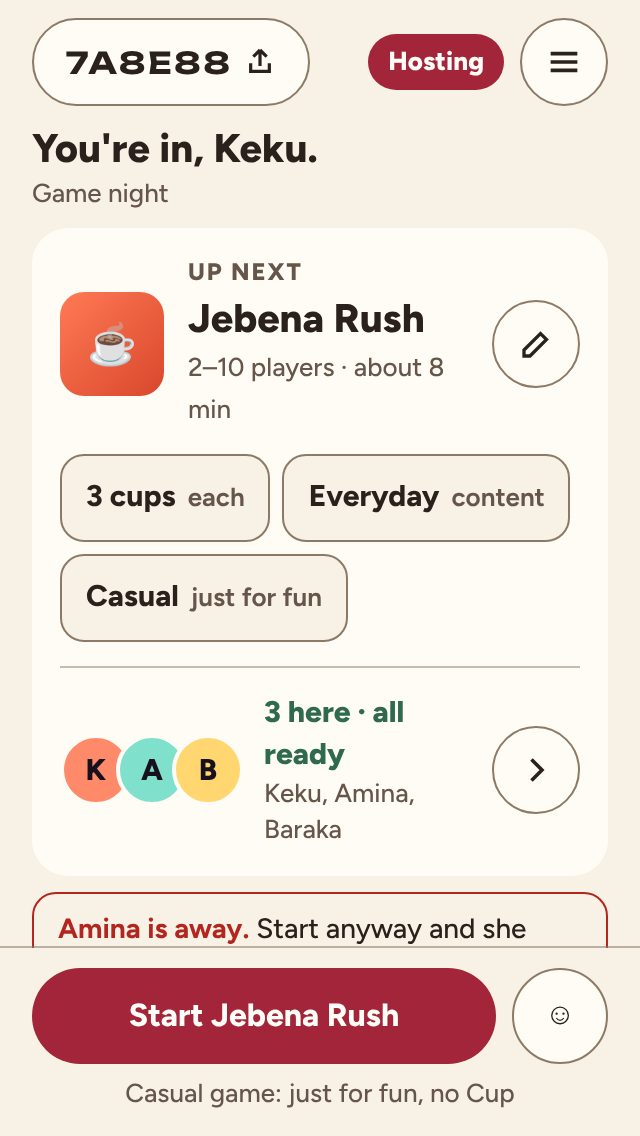 7A8E88
Hosting
You're in, Keku.
Game night
UP NEXT
Jebena Rush
2–10 players · about 8
min
3 cups each
Everyday content
Casual just for fun
K A B
3 here · all
ready
Keku, Amina,
Baraka
Amina is away. Start anyway and she
Start Jebena Rush
Casual game: just for fun, no Cup